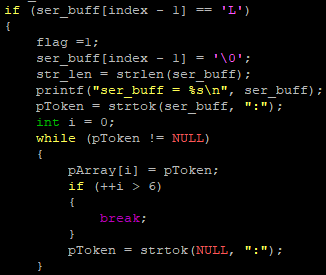 if (ser_buff[index - 1] == 'L')
{
flag =1;
ser_buff[index - 1] = '\0';
str_len = strlen(ser_buff);
printf("ser_buff = %s\n", ser_buff);
pToken = strtok(ser_buff, ":");
int i = 0;
while (pToken != NULL)
{
pArray[i] = pToken;
if (++i > 6)
{
break;
}
pToken = strtok(NULL, ":");
}